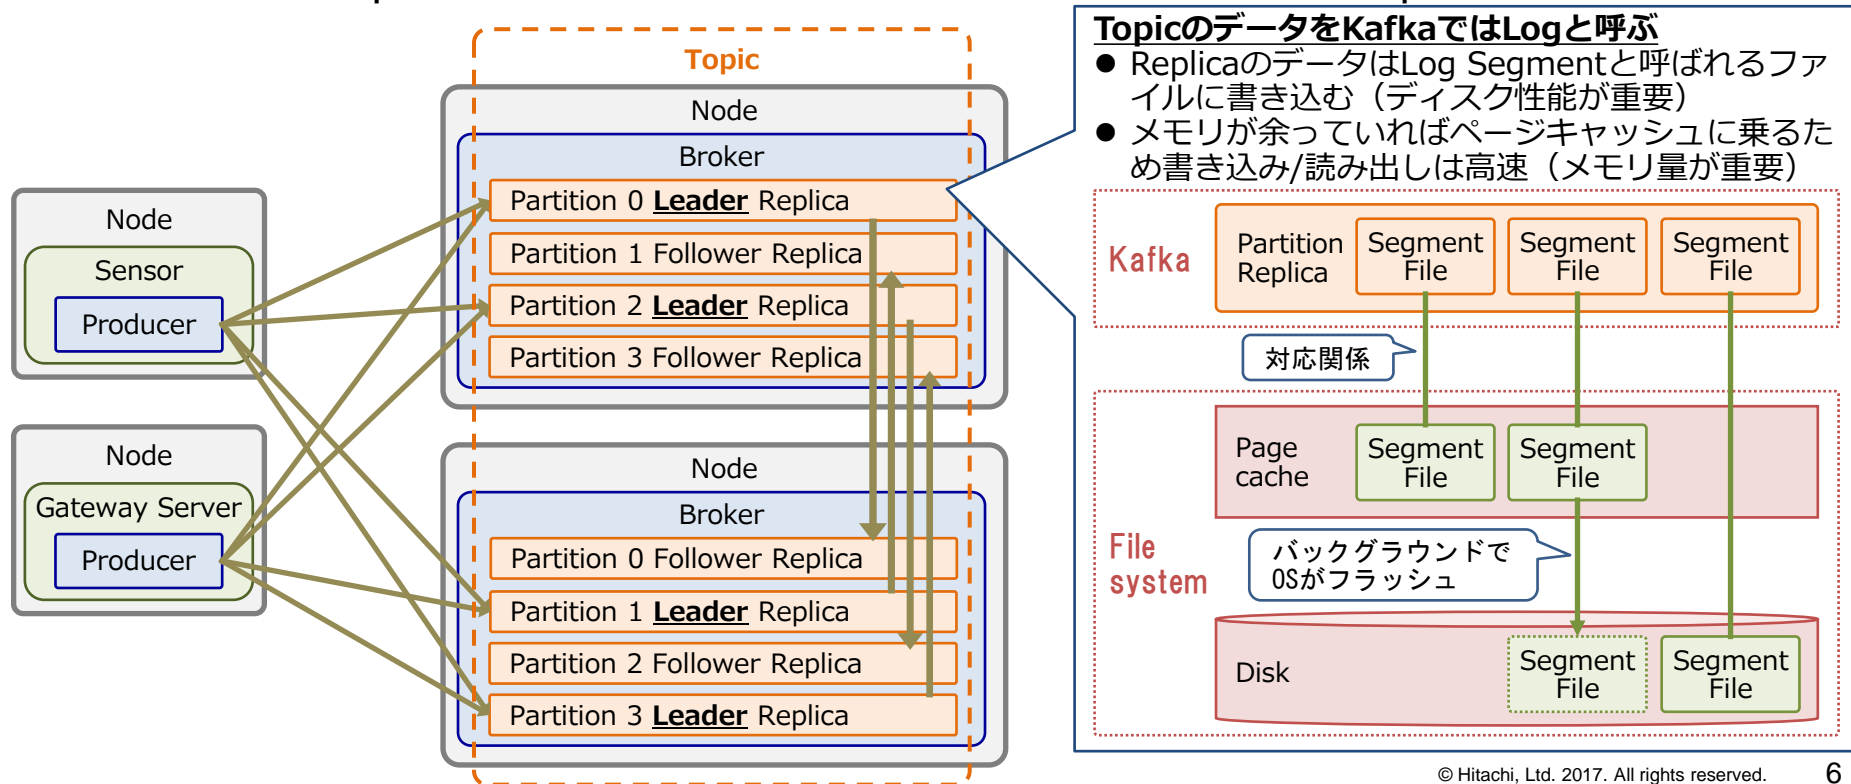 Topic
Node
Broker
Partition 0 Leader Replica
Partition 1 Follower Replica
Partition 2 Leader Replica
Partition 3 Follower Replica
Node
Sensor
Producer
Node
Gateway Server
Producer
Node
Broker
Partition 0 Follower Replica
Partition 1 Leader Replica
Partition 2 Follower Replica
Partition 3 Leader Replica
TopicのデータをKafkaではLogと呼ぶ
● ReplicaのデータはLog Segmentと呼ばれるファ
イルに書き込む（ディスク性能が重要）
● メモリが余っていればページキャッシュに乗るた
め書き込み/読み出しは高速（メモリ量が重要）
Kafka
Partition
Replica
Segment
File
Segment
File
Segment
File
対応関係
File
system
Page
cache
Segment
File
Segment
File
バックグラウンドで
OSがフラッシュ
Disk
Segment
File
Segment
File
© Hitachi, Ltd. 2017. All rights reserved.
6